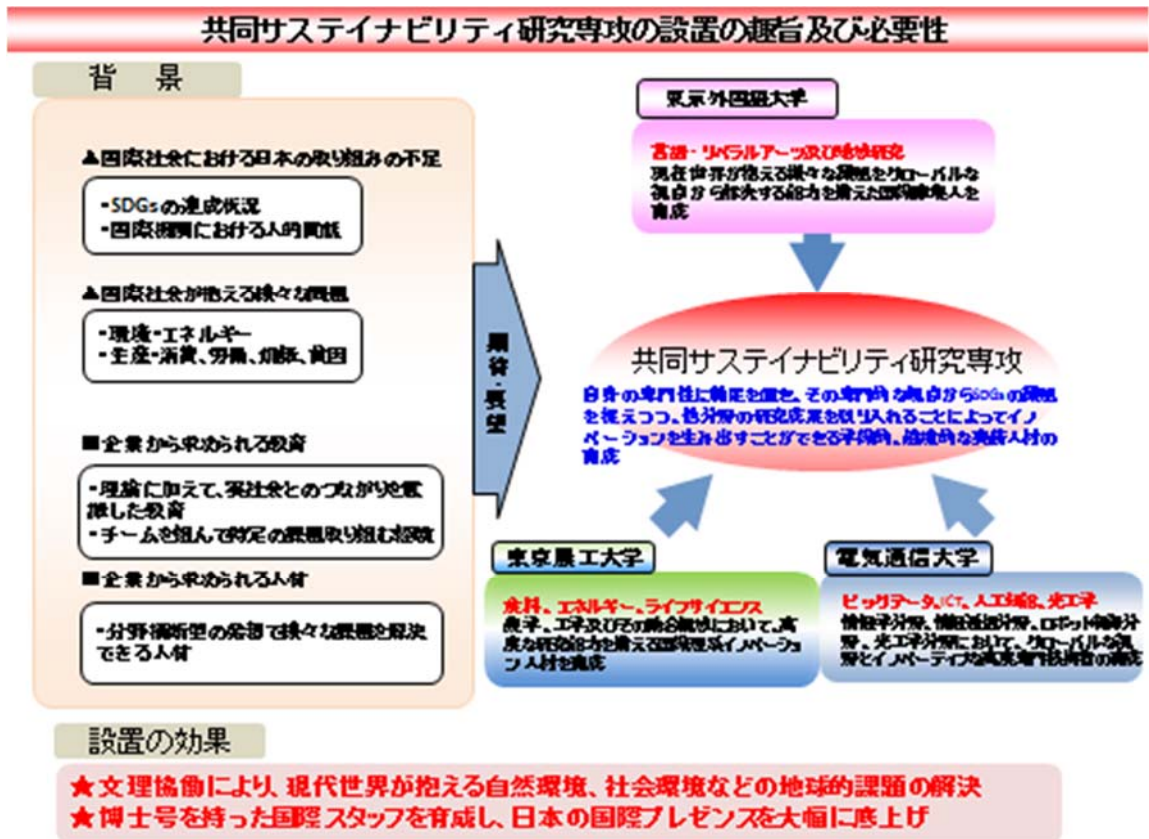 共同サステイナビリティ研究専攻の設置の趣旨及び必要性
背　景
▲国際社会における日本の取り組みの不足
・SDGsの達成状況
・国際機関における人的貢献
▲国際社会が抱える様々な問題
・環境・エネルギー
・生産・消費、労働、飢餓、貧困
■企業から求められる教育
・理論に加えて、実社会とのつながりを意
識した教育
・チームを組んで特定の課題取り組む経験
■企業から求められる人材
・分野横断型の発想で様々な課題を解決
できる人材
期待・要望
東京外国語大学
言語・リベラルアーツ及び地域研究
現在世界が抱える様々な課題をグローバルな
視点から解決する能力を備えた国際職業人を
育成
共同サステイナビリティ研究専攻
自身の専門性に軸足を置き、その専門的な視点からSDGsの課題
を捉えつつ、他分野の研究成果を取り入れることによってイノ
ベーションを生み出すことができる学際的、越境的な実務人材の
育成
東京農工大学
食料、エネルギー、ライフサイエンス
農学、工学及びその融合領域において、高
度な研究能力を備える国際理系イノベーショ
ン人材を育成
電気通信大学
ビッグデータ、ICT、人工知能、光工学
情報学分野、情報通信分野、ロボット
分
野、光工学分野において、グローバルな視
野とイノベーティブな高度専門技術者の育成
設置の効果
★文理協働により、現代世界が抱える自然環境、社会環境などの地球的課題の解決
★博士号を持った国際スタッフを育成し、日本の国際プレゼンスを大幅に底上げ